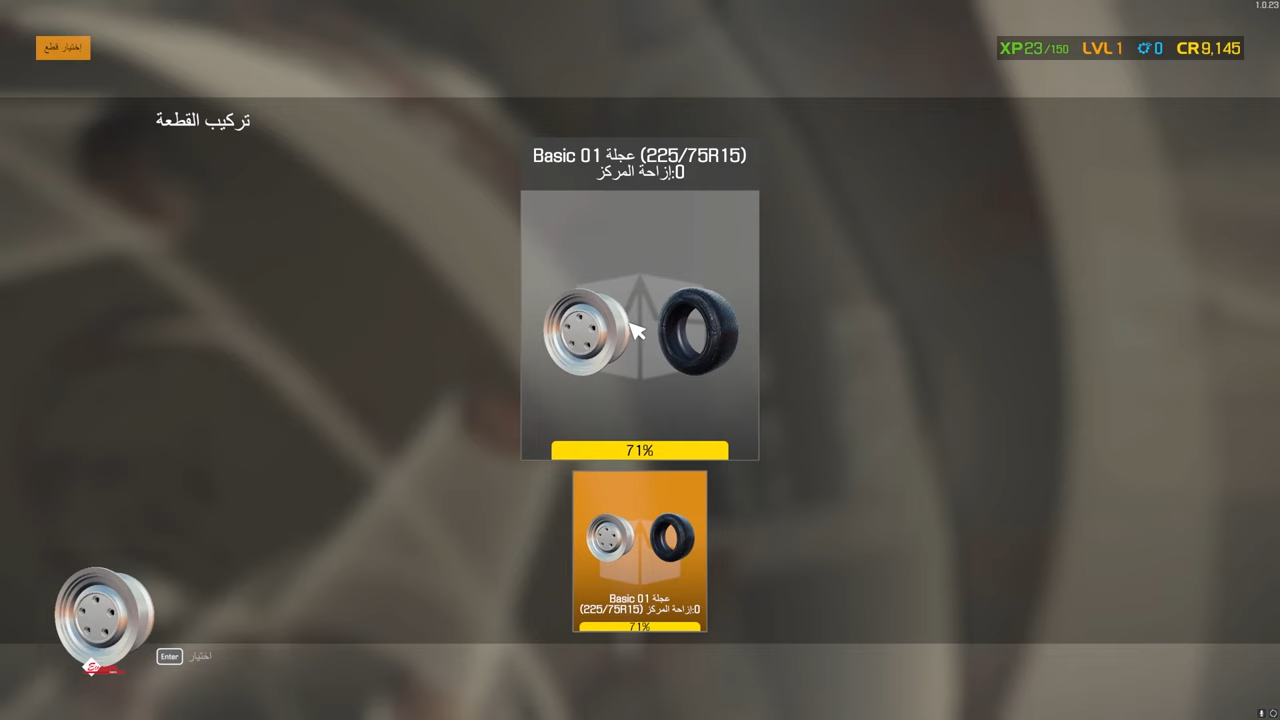 1.0.23
إختيار قطع
XP23/150 LVL1 0 CR9,145
تركيب القطعة
Basic 01 عجلة (225/75R15)
0:إزاحة المركز
71%
Basic 01 عجلة
(225/75R15) إزاحة المركز:0
71%
Enter اختيار